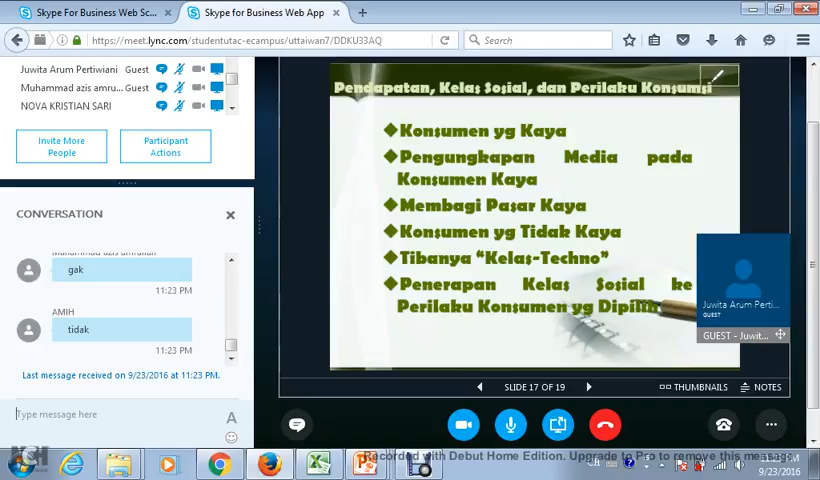 Skype for Business Web Sc...
Skype for Business Web App
https://meet.lync.com/studentutac-ecampus/uttaiwan7/DDKU33AQ
Search
Juwita Arum Pertiwiani Guest
Muhammad azis amru... Guest
NOVA KRISTIAN SARI Guest
Invite More People
Participant Actions
CONVERSATION
Muhammad azis amrullah
gak
11:23 PM
AMIH
tidak
11:23 PM
Last message received on 9/23/2016 at 11:23 PM.
Type message here
Pendapatan, Kelas Sosial, dan Perilaku Konsumsi
Konsumen yg Kaya
Pengungkapan Media pada
Konsumen Kaya
Membagi Pasar Kaya
Konsumen yg Tidak Kaya
Tibanya “Kelas-Techno”
Penerapan Kelas Sosial ke
Perilaku Konsumen yg Dipilih
Juwita Arum Perti...
GUEST
GUEST - Juwit...
SLIDE 17 OF 19
THUMBNAILS
NOTES
Recorded with Debut Home Edition. Upgrade to Pro to remove this message.
CH
9/23/2016